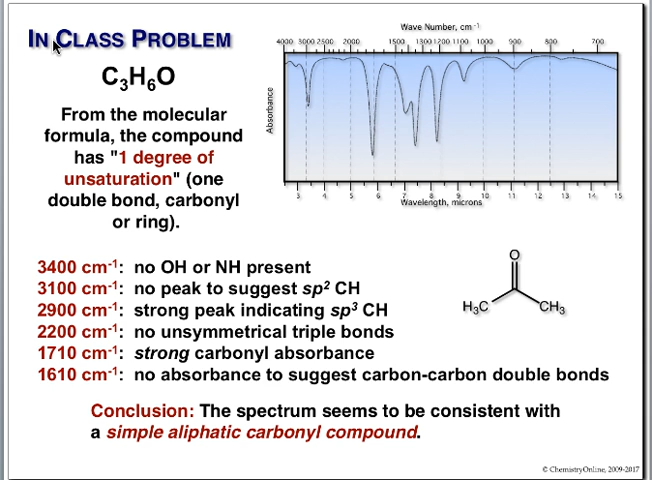 IN CLASS PROBLEM
C₃H₆O
From the molecular
formula, the compound
has "1 degree of
unsaturation" (one
double bond, carbonyl
or ring).
Wave Number, cm⁻¹
4000 3000 2500 2000 1500 1300 1200 1100 1000 900 800 700
Absorbance
3 4 5 6 7 8 9 10 11 12 13 14 15
Wavelength, microns
3400 cm⁻¹: no OH or NH present
3100 cm⁻¹: no peak to suggest sp² CH
2900 cm⁻¹: strong peak indicating sp³ CH
2200 cm⁻¹: no unsymmetrical triple bonds
1710 cm⁻¹: strong carbonyl absorbance
1610 cm⁻¹: no absorbance to suggest carbon-carbon double bonds
O
H₃C CH₃
Conclusion: The spectrum seems to be consistent with
a simple aliphatic carbonyl compound.
© ChemistryOnline, 2009-2017